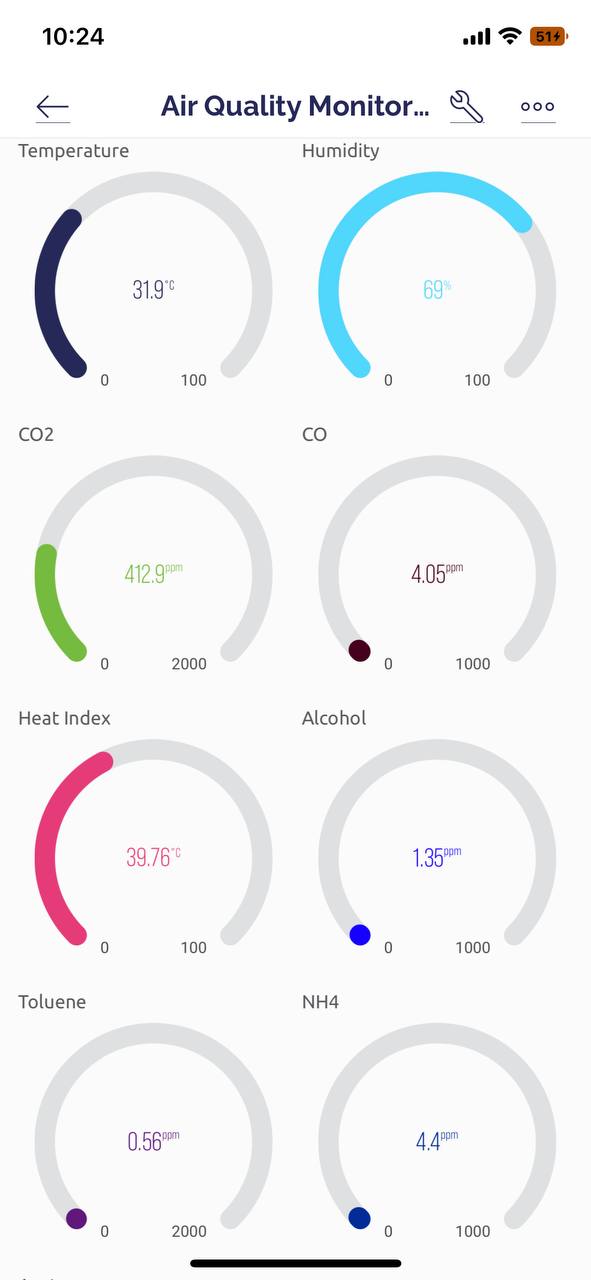 10:24
51
Air Quality Monitor...
Temperature
Humidity
31.9°C
69%
0 100
0 100
CO2
CO
412.9ppm
4.05ppm
0 2000
0 1000
Heat Index
Alcohol
39.76°C
1.35ppm
0 100
0 1000
Toluene
NH4
0.56ppm
4.4ppm
0 2000
0 1000